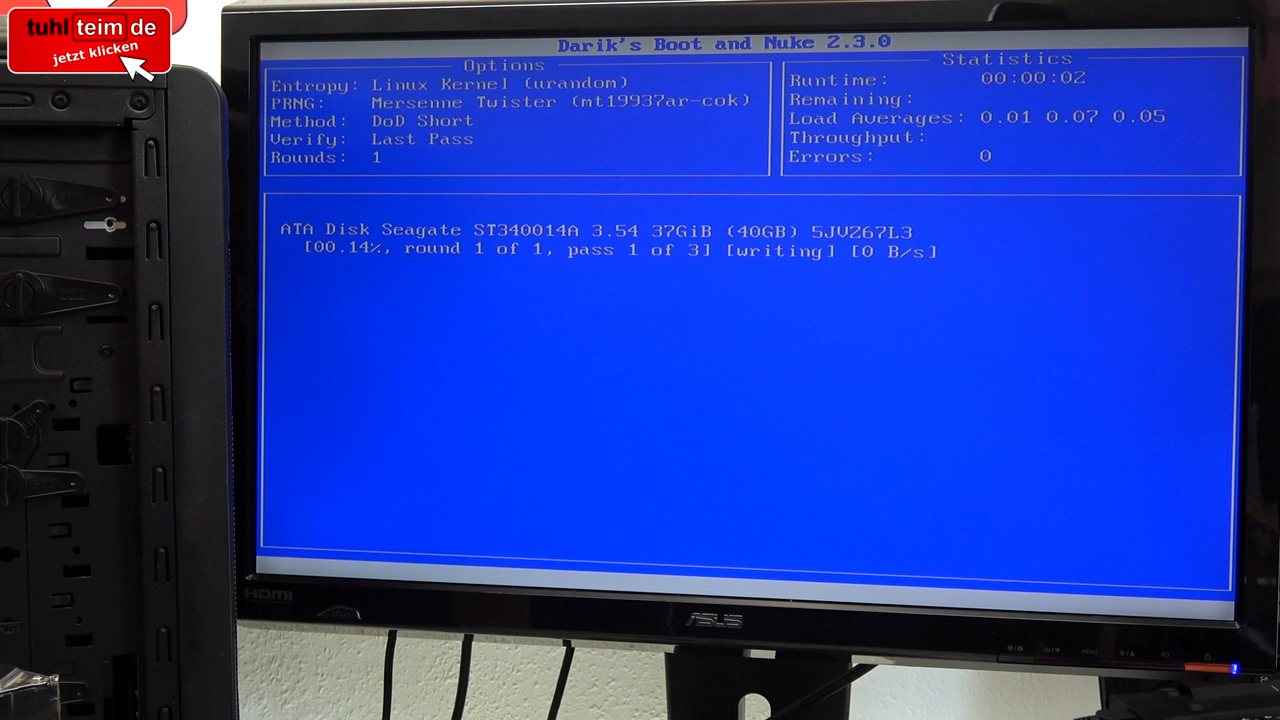 tuhl teim de
jetzt klicken
Darik's Boot and Nuke 2.3.0
Options
Entropy: Linux Kernel (urandom)
PRNG: Mersenne Twister (mt19937ar-cok)
Method: DoD Short
Verify: Last Pass
Rounds: 1
Statistics
Runtime: 00:00:02
Remaining:
Load Averages: 0.01 0.07 0.05
Throughput:
Errors: 0
ATA Disk Seagate ST340014A 3.54 37GiB (40GB) 5JVZ67L3
[00.14%, round 1 of 1, pass 1 of 3] [writing] [0 B/s]
HDMI
ASUS